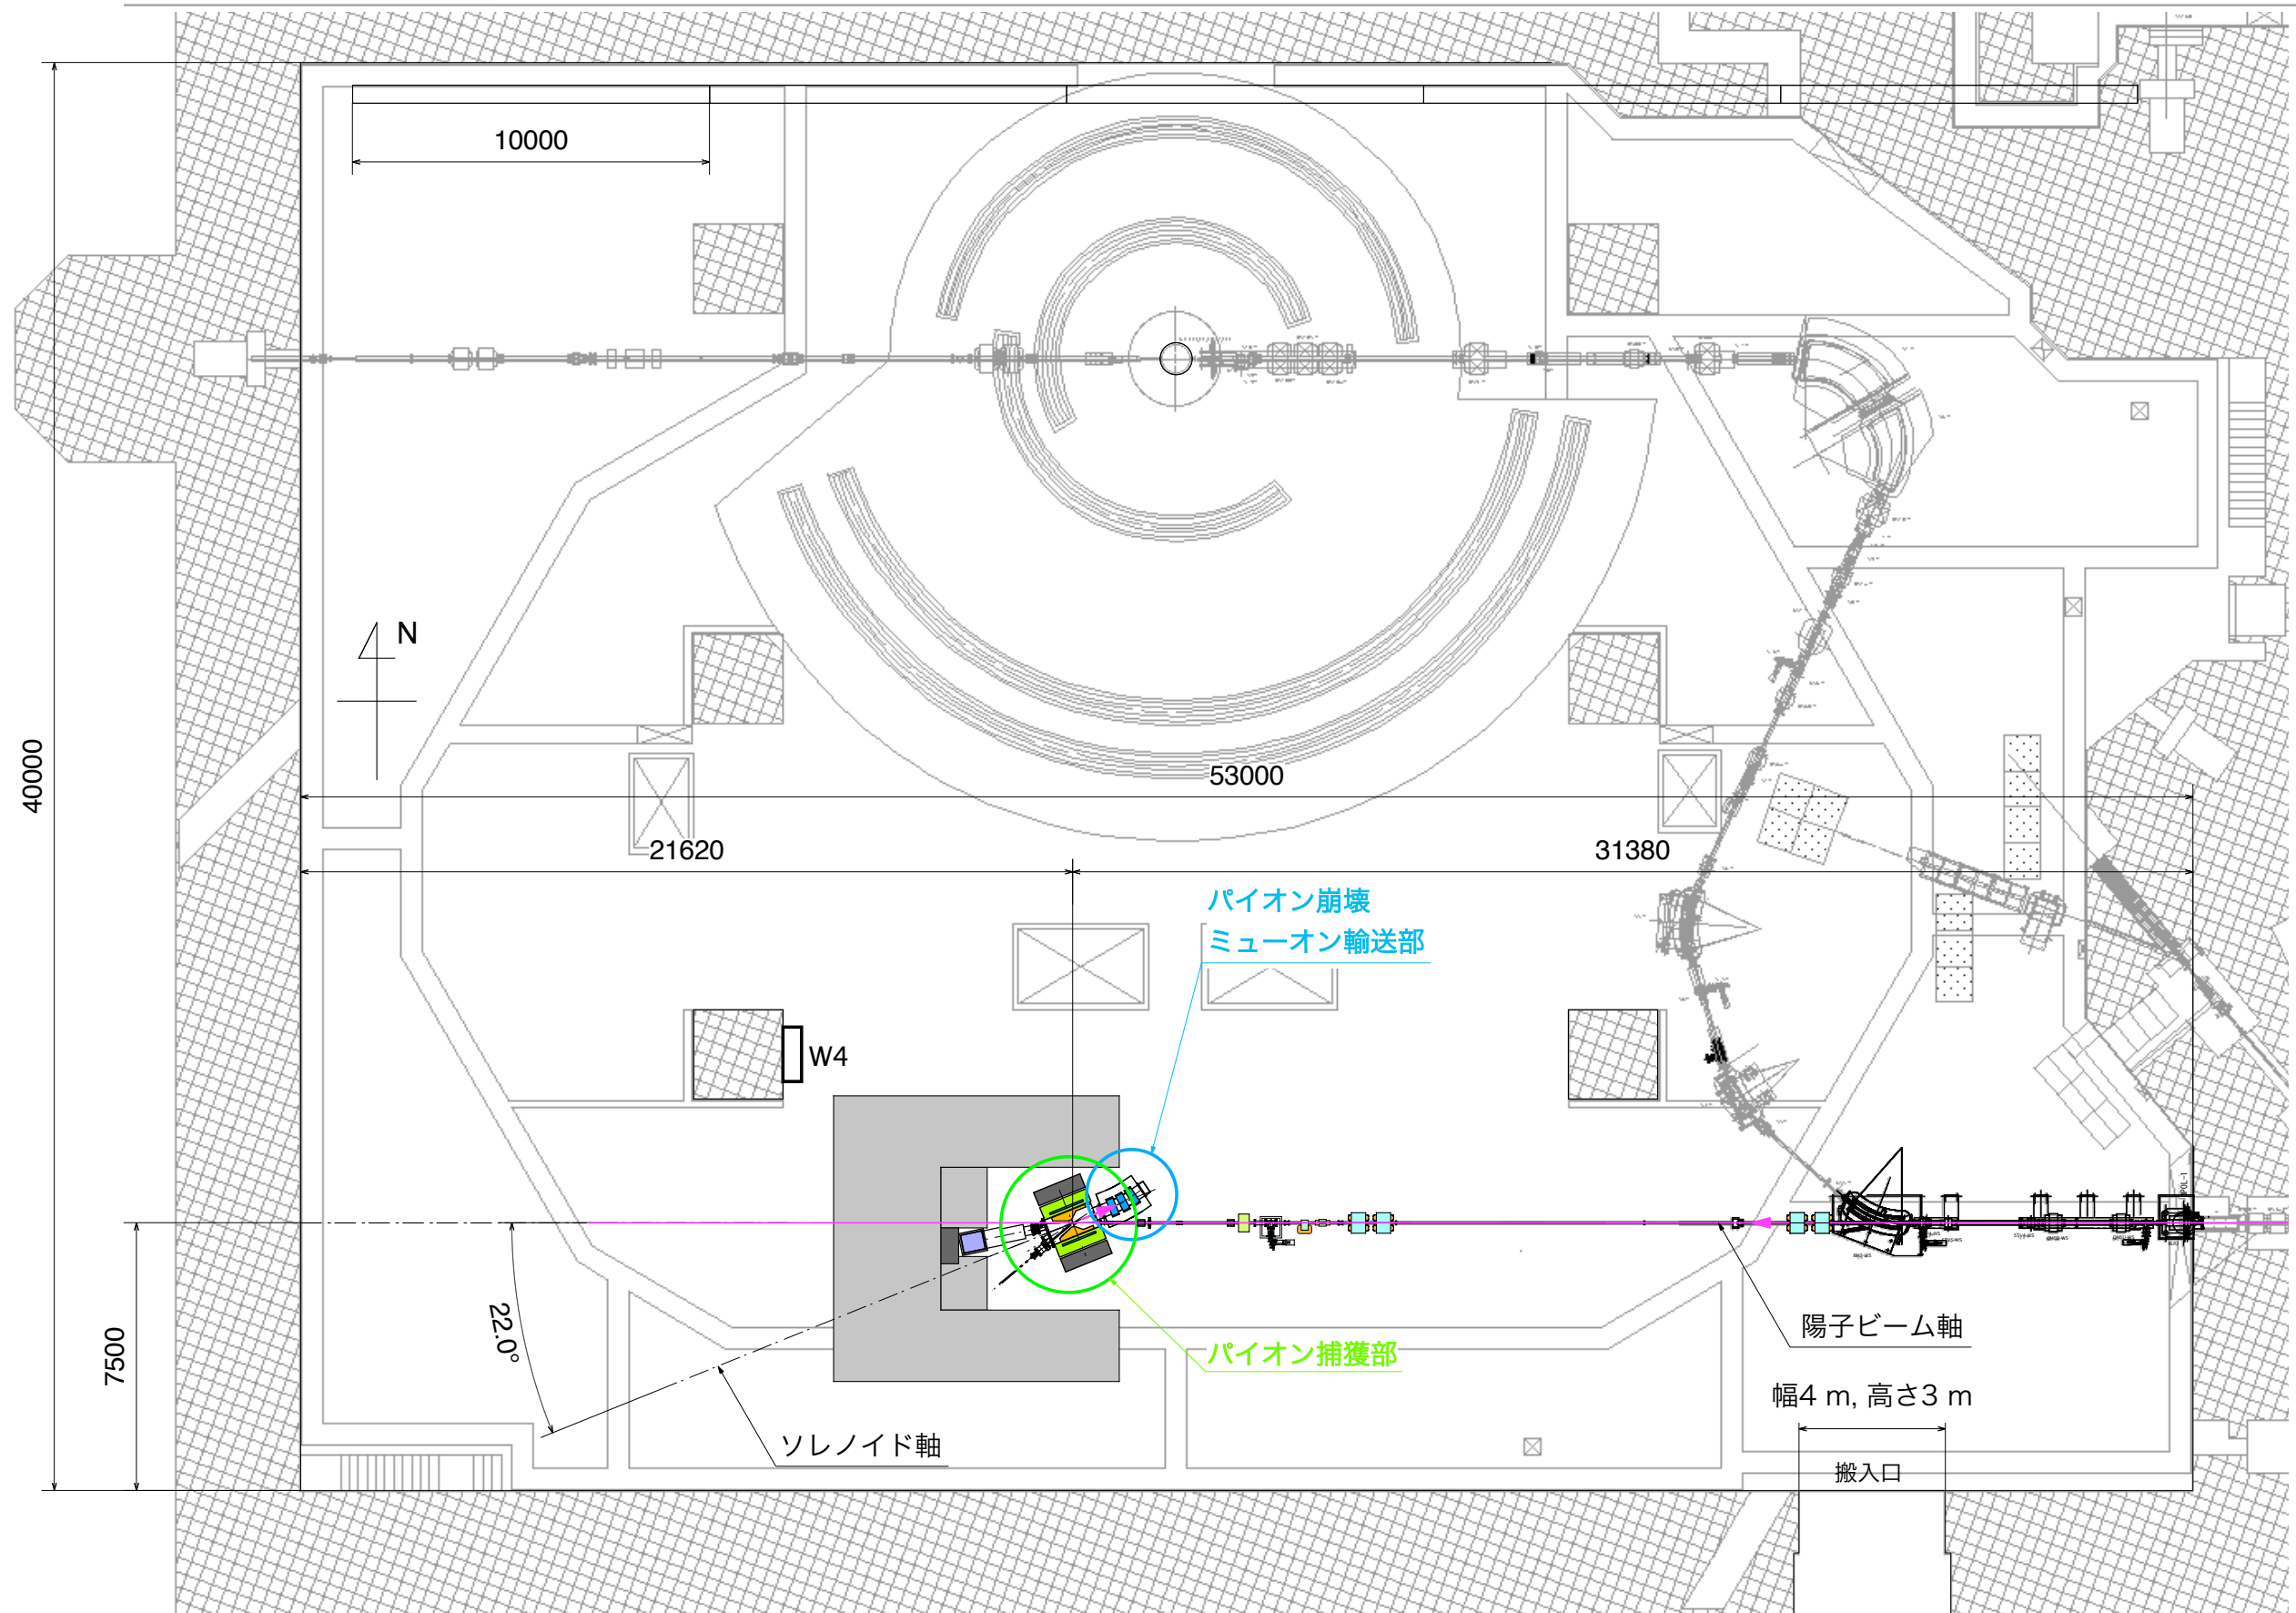 10000
N
40000
53000
21620
31380
パイオン崩壊
ミューオン輸送部
W4
22.0°
7500
パイオン捕獲部
陽子ビーム軸
幅4 m, 高さ3 m
ソレノイド軸
搬入口